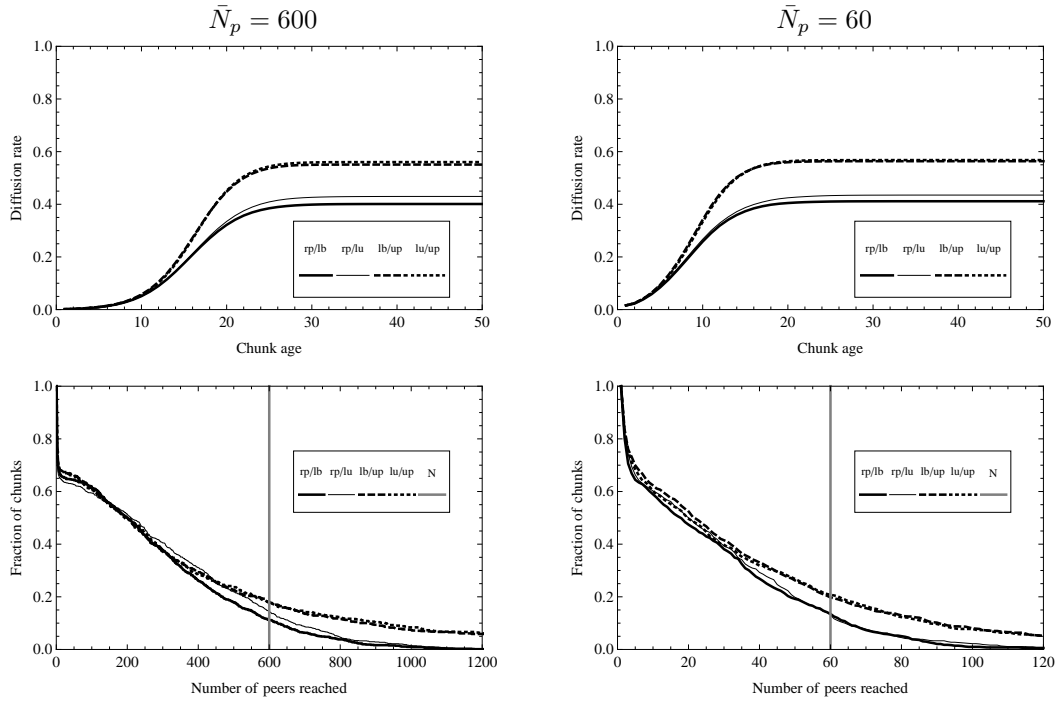 N̄p = 600
1.0
0.8
0.6
0.4
0.2
0.0
Diffusion rate
rp/lb rp/lu lb/up lu/up
0 10 20 30 40 50
Chunk age
N̄p = 60
1.0
0.8
0.6
0.4
0.2
0.0
Diffusion rate
rp/lb rp/lu lb/up lu/up
0 10 20 30 40 50
Chunk age
1.0
0.8
0.6
0.4
0.2
0.0
Fraction of chunks
rp/lb rp/lu lb/up lu/up N
0 200 400 600 800 1000 1200
Number of peers reached
1.0
0.8
0.6
0.4
0.2
0.0
Fraction of chunks
rp/lb rp/lu lb/up lu/up N
0 20 40 60 80 100 120
Number of peers reached